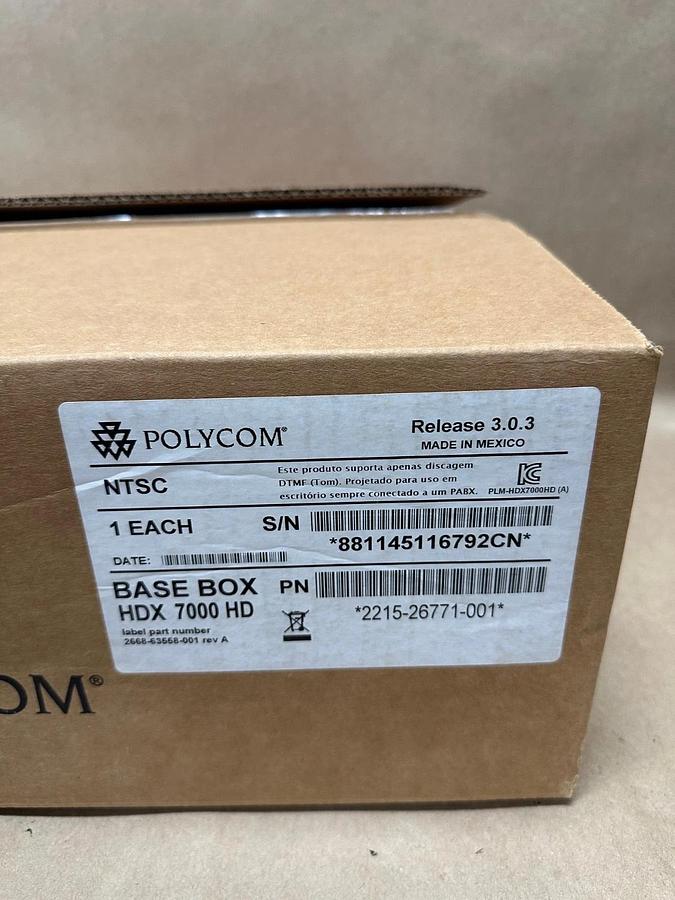 POLYCOM®
Release 3.0.3
MADE IN MEXICO
NTSC
Este produto suporta apenas discagem
DTMF (Tom). Projetado para uso em
escritório sempre conectado a um PABX.
PLM-HDX7000HD (A)
1 EACH
S/N
*881145116792CN*
DATE:
BASE BOX
PN
HDX 7000 HD
*2215-26771-001*
label part number
2668-63558-001 rev A
OM®